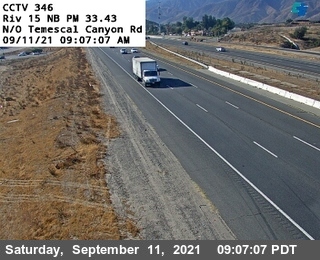 CCTV 346
Riv 15 NB PM 33.43
N/O Temescal Canyon Rd
09/11/21 09:07:07 AM
Saturday, September 11, 2021 09:07:07 PDT